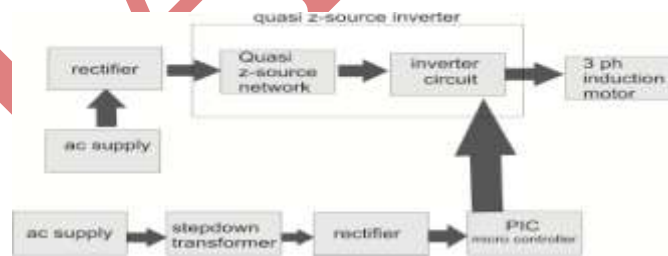 quasi z-source inverter
rectifier
Quasi
z-source
network
inverter
circuit
3 ph
induction
motor
ac supply
ac supply
stepdown
transformer
rectifier
PIC
micro controller